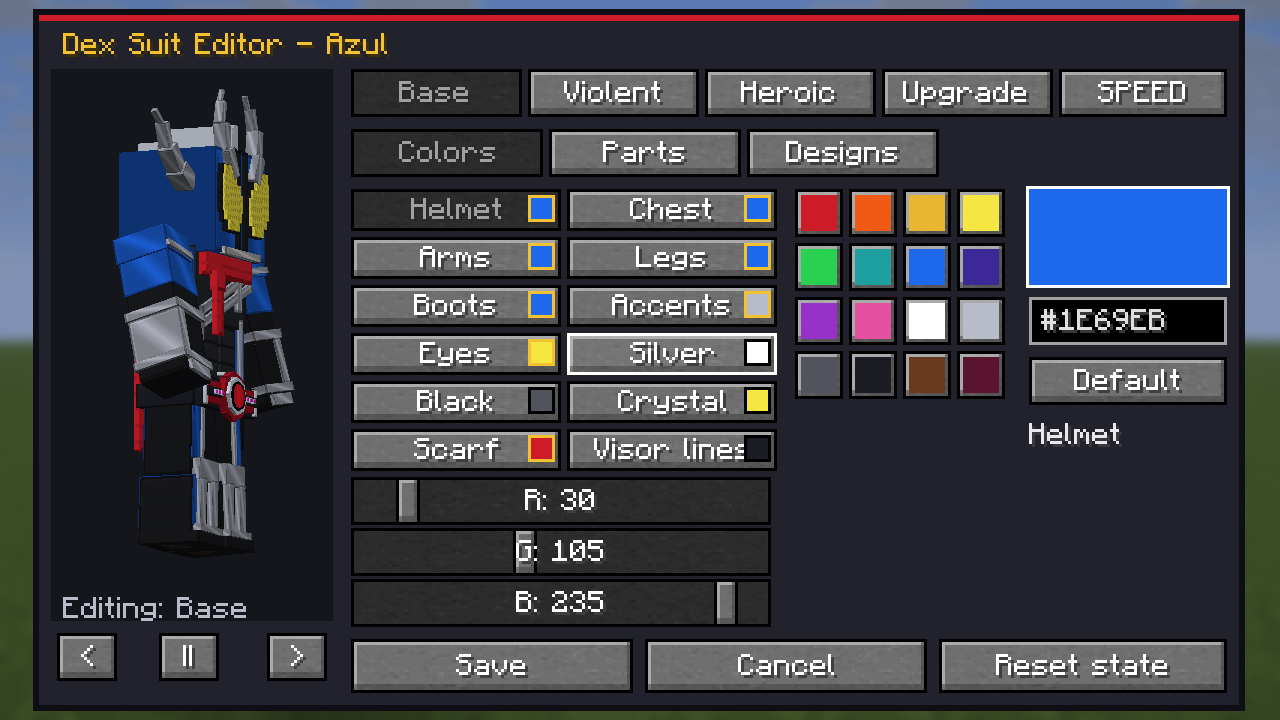 Dex Suit Editor - Azul
Base Violent Heroic Upgrade SPEED
Colors Parts Designs
Helmet Chest
Arms Legs
Boots Accents
Eyes Silver
Black Crystal
Scarf Visor lines
#1E69EB
Default
Helmet
R: 30
G: 105
B: 235
Editing: Base
< || >
Save Cancel Reset state